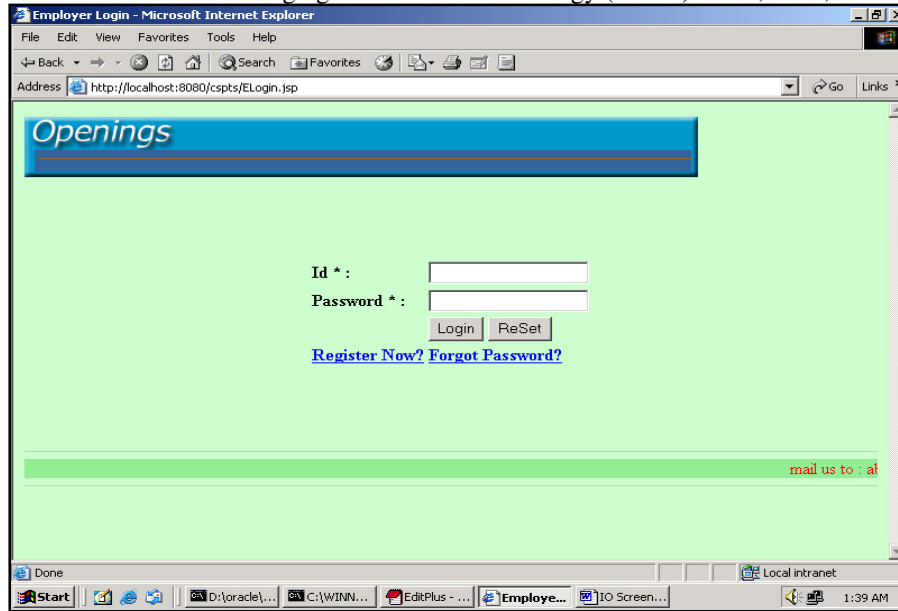 Employer Login - Microsoft Internet Explorer
File Edit View Favorites Tools Help
Back Search Favorites
Address http://localhost:8080/cspts/ELogin.jsp Go Links
Openings
Id * :
Password * :
Login ReSet
Register Now? Forgot Password?
mail us to :
Done Local intranet
Start D:\oracle\... C:\WINN... EditPlus - ... Employe... IO Screen... 1:39 AM